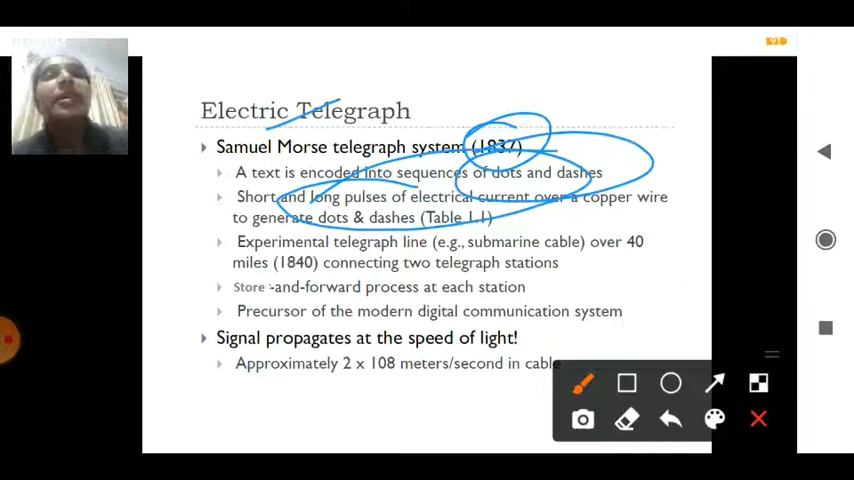 91
Electric Telegraph
Samuel Morse telegraph system (1837)
A text is encoded into sequences of dots and dashes
Short and long pulses of electrical current over a copper wire
to generate dots & dashes (Table 1.1)
Experimental telegraph line (e.g., submarine cable) over 40
miles (1840) connecting two telegraph stations
Store -and-forward process at each station
Precursor of the modern digital communication system
Signal propagates at the speed of light!
Approximately 2 x 108 meters/second in cable